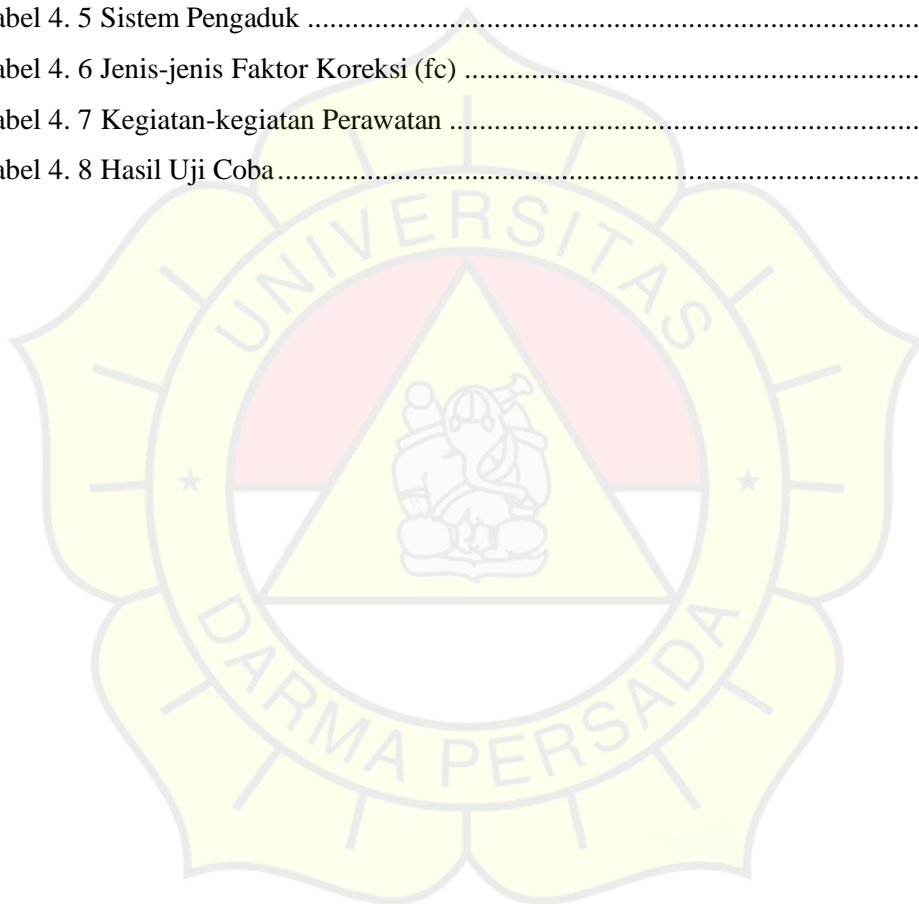 abel 4. 5 Sistem Pengaduk ....................................................................................
abel 4. 6 Jenis-jenis Faktor Koreksi (fc) ...............................................................
abel 4. 7 Kegiatan-kegiatan Perawatan .................................................................
abel 4. 8 Hasil Uji Coba.........................................................................................
UNIVERSITAS
DARMA PERSADA